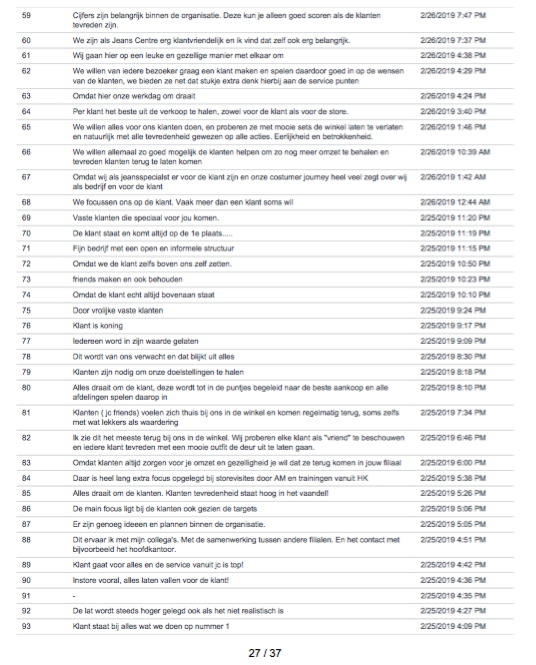 59 Cijfers zijn belangrijk binnen de organisatie. Deze kun je alleen goed scoren als de klanten 2/26/2019 7:47 PM
tevreden zijn.
60 We zijn als Jeans Centre erg klantvriendelijk en ik vind dat zelf ook erg belangrijk. 2/26/2019 7:37 PM
61 Wij gaan hier op een leuke en gezellige manier met elkaar om 2/26/2019 4:38 PM
62 We willen van iedere bezoeker graag een klant maken en spelen daardoor goed in op de wensen 2/26/2019 4:29 PM
van de klanten, we bieden ze net dat stukje extra denk hierbij aan de service punten
63 Omdat hier onze werkdag om draait 2/26/2019 4:24 PM
64 Per klant het beste uit de verkoop te halen, zowel voor de klant als voor de store. 2/26/2019 3:40 PM
65 We willen alles voor ons klanten doen, en proberen ze met mooie sets de winkel laten te verlaten 2/26/2019 1:46 PM
en natuurlijk met alle tevredenheid gewezen op alle acties. Eerlijkheid en betrokkenheid.
66 We willen allemaal zo goed mogelijk de klanten helpen om zo nog meer omzet te behalen en 2/26/2019 10:39 AM
tevreden klanten terug te laten komen
67 Omdat wij als jeansspecialst er voor de klant zijn en onze costumer journey heel veel zegt over wij 2/26/2019 1:42 AM
als bedrijf en voor de klant
68 We focussen ons op de klant. Vaak meer dan een klant soms wil 2/26/2019 12:44 AM
69 Vaste klanten die speciaal voor jou komen. 2/25/2019 11:20 PM
70 De klant staat en komt altijd op de 1e plaats..... 2/25/2019 11:19 PM
71 Fijn bedrijf met een open en informele structuur 2/25/2019 11:15 PM
72 Omdat we de klant zelfs boven ons zelf zetten. 2/25/2019 10:50 PM
73 friends maken en ook behouden 2/25/2019 10:23 PM
74 Omdat de klant echt altijd bovenaan staat 2/25/2019 10:10 PM
75 Door vrolijke vaste klanten 2/25/2019 9:24 PM
76 Klant is koning 2/25/2019 9:17 PM
77 Iedereen word in zijn waarde gelaten 2/25/2019 9:09 PM
78 Dit wordt van ons verwacht en dat blijkt uit alles 2/25/2019 8:30 PM
79 Klanten zijn nodig om onze doelstellingen te halen 2/25/2019 8:18 PM
80 Alles draait om de klant, deze wordt tot in de puntjes begeleid naar de beste aankoop en alle 2/25/2019 8:10 PM
afdelingen spelen daarop in
81 Klanten ( jc friends) voelen zich thuis bij ons in de winkel en komen regelmatig terug, soms zelfs 2/25/2019 7:34 PM
met wat lekkers als waardering
82 Ik zie dit het meeste terug bij ons in de winkel. Wij proberen elke klant als "vriend" te beschouwen 2/25/2019 6:46 PM
en iedere klant tevreden met een mooie outfit de deur uit te laten gaan.
83 Omdat klanten altijd zorgen voor je omzet en gezelligheid je wil dat ze terug komen in jouw filiaal 2/25/2019 6:00 PM
84 Daar is heel lang extra focus opgelegd bij storevisites door AM en trainingen vanuit HK 2/25/2019 5:38 PM
85 Alles draait om de klanten. Klanten tevredenheid staat hoog in het vaandel! 2/25/2019 5:26 PM
86 De main focus ligt bij de klanten ook gezien de targets 2/25/2019 5:06 PM
87 Er zijn genoeg ideeen en plannen binnen de organisatie. 2/25/2019 5:05 PM
88 Dit ervaar ik met mijn collega's. Met de samenwerking tussen andere filialen. En het contact met 2/25/2019 4:51 PM
bijvoorbeeld het hoofdkantoor.
89 Klant gaat voor alles en de service vanuit jc is top! 2/25/2019 4:42 PM
90 Instore vooral, alles laten vallen voor de klant! 2/25/2019 4:36 PM
91 - 2/25/2019 4:35 PM
92 De lat wordt steeds hoger gelegd ook als het niet realistisch is 2/25/2019 4:27 PM
93 Klant staat bij alles wat we doen op nummer 1 2/25/2019 4:09 PM
27 / 37